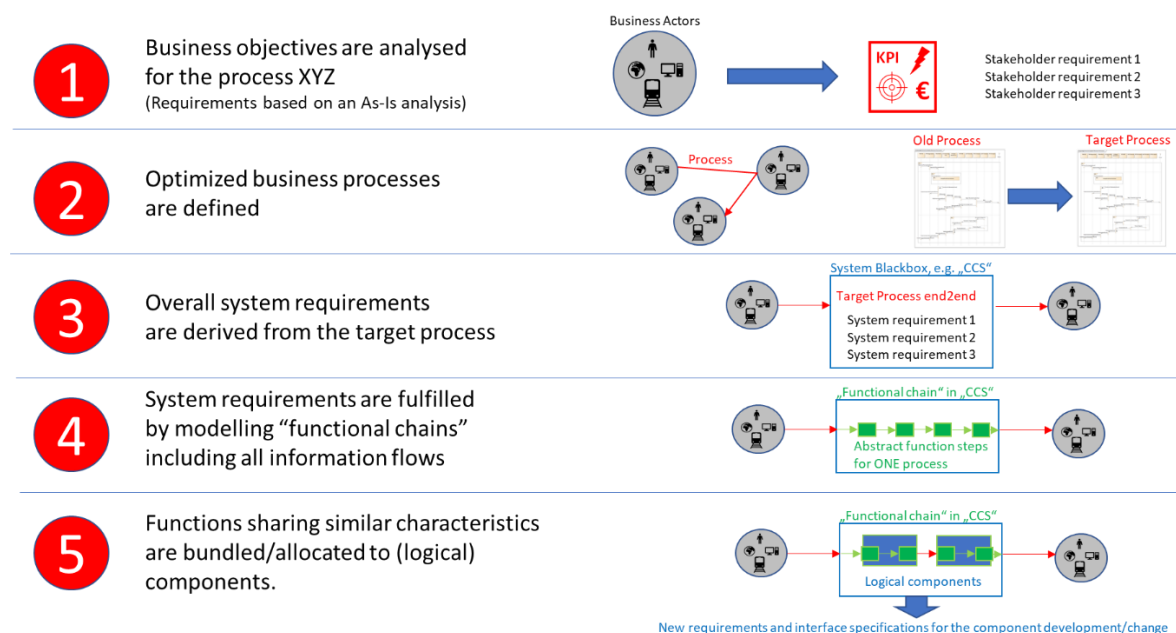 Business Actors
1
Business objectives are analysed
for the process XYZ
(Requirements based on an As-Is analysis)
KPI
€
Stakeholder requirement 1
Stakeholder requirement 2
Stakeholder requirement 3
2
Optimized business processes
are defined
Process
Old Process
Target Process
3
Overall system requirements
are derived from the target process
System Blackbox, e.g. „CCS“
Target Process end2end
System requirement 1
System requirement 2
System requirement 3
4
System requirements are fulfilled
by modelling “functional chains”
including all information flows
„Functional chain“ in „CCS“
Abstract function steps
for ONE process
5
Functions sharing similar characteristics
are bundled/allocated to (logical)
components.
„Functional chain“ in „CCS“
Logical components
New requirements and interface specifications for the component development/change